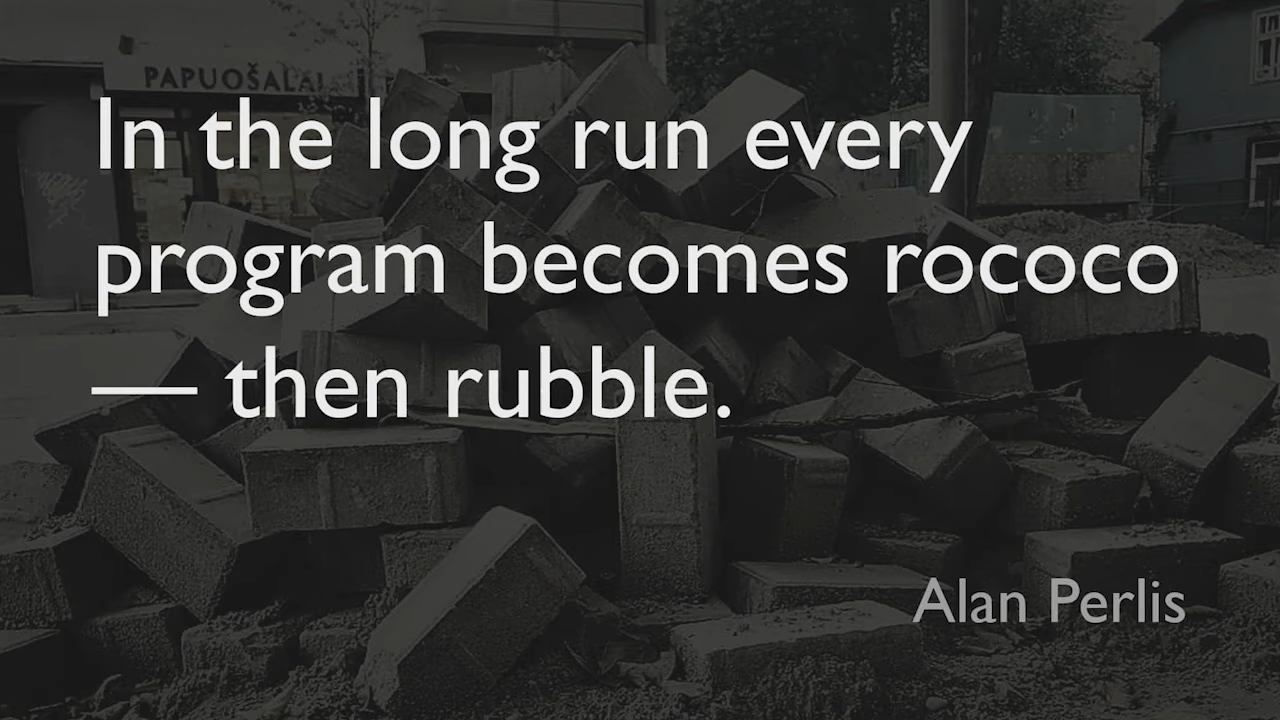 PAPUOŠALAI
In the long run every
program becomes rococo
— then rubble.
Alan Perlis